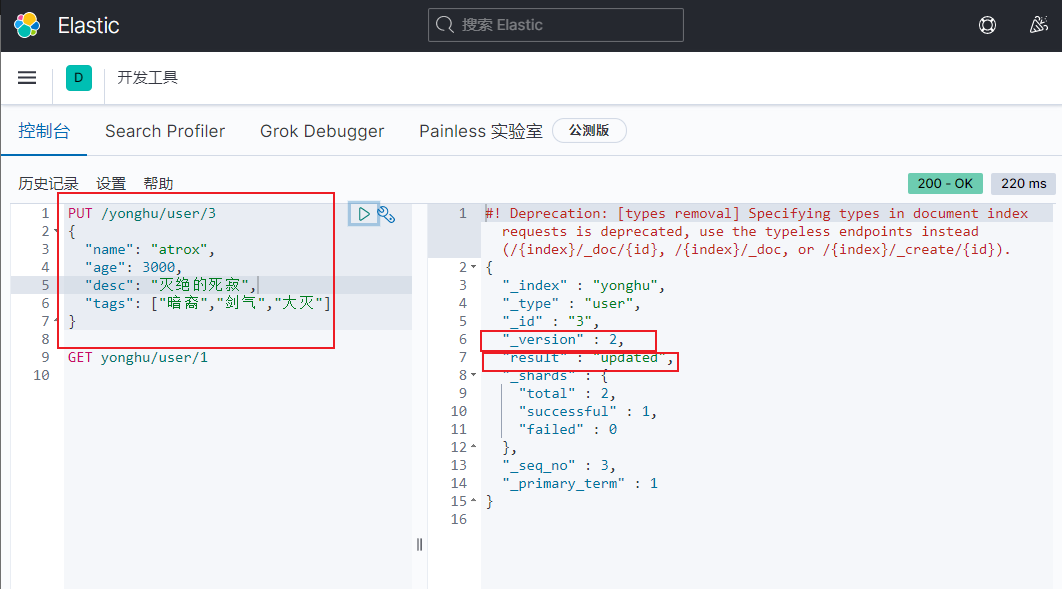 Elastic
搜索 Elastic
D 开发工具
控制台 Search Profiler Grok Debugger Painless 实验室 公测版
历史记录 设置 帮助
200 - OK 220 ms
1 PUT /yonghu/user/3
2 {
3 "name": "atrox",
4 "age": 3000,
5 "desc": "灭绝的死寂",
6 "tags": ["暗裔","剑气","大灭"]
7 }
8
9 GET yonghu/user/1
10
1 #! Deprecation: [types removal] Specifying types in document index
requests is deprecated, use the typeless endpoints instead
(/{index}/_doc/{id}, /{index}/_doc, or /{index}/_create/{id}).
2 {
3 "_index" : "yonghu",
4 "_type" : "user",
5 "_id" : "3",
6 "_version" : 2,
7 "result" : "updated",
8 "_shards" : {
9 "total" : 2,
10 "successful" : 1,
11 "failed" : 0
12 },
13 "_seq_no" : 3,
14 "_primary_term" : 1
15 }
16